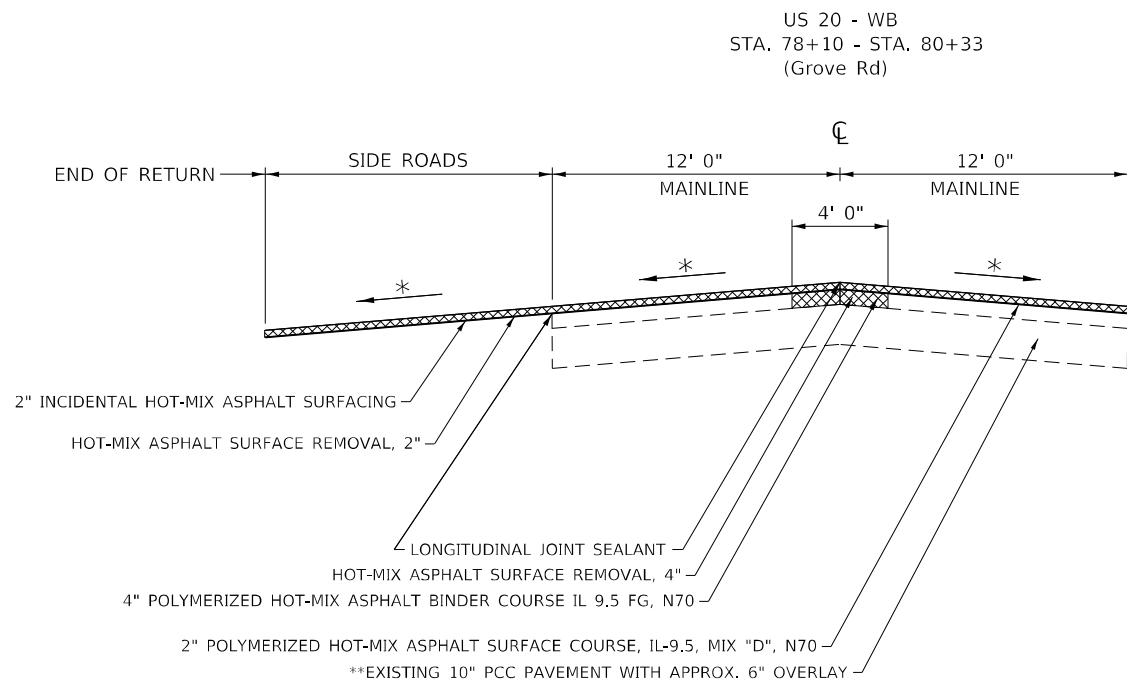 US 20 - WB
STA. 78+10 - STA. 80+33
(Grove Rd)
℄
END OF RETURN
SIDE ROADS
12' 0"
MAINLINE
12' 0"
MAINLINE
4' 0"
*
*
*
2" INCIDENTAL HOT-MIX ASPHALT SURFACING
HOT-MIX ASPHALT SURFACE REMOVAL, 2"
LONGITUDINAL JOINT SEALANT
HOT-MIX ASPHALT SURFACE REMOVAL, 4"
4" POLYMERIZED HOT-MIX ASPHALT BINDER COURSE IL 9.5 FG, N70
2" POLYMERIZED HOT-MIX ASPHALT SURFACE COURSE, IL-9.5, MIX "D", N70
**EXISTING 10" PCC PAVEMENT WITH APPROX. 6" OVERLAY